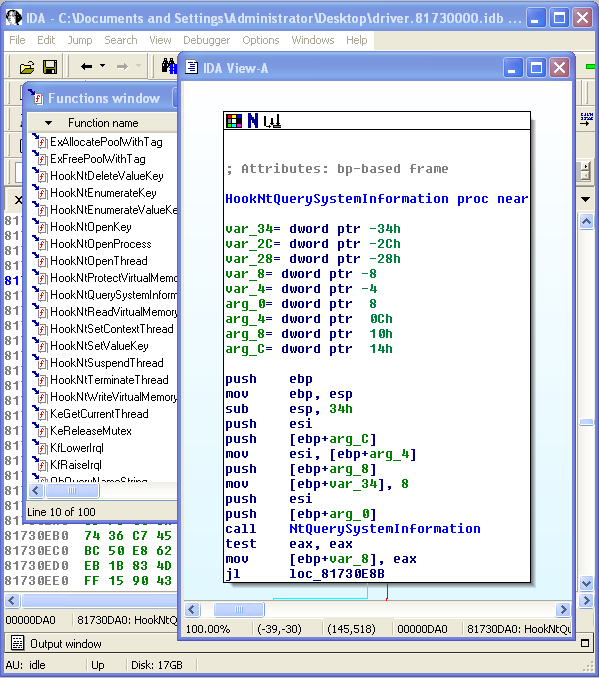 IDA - C:\Documents and Settings\Administrator\Desktop\driver.81730000.idb ...
File Edit Jump Search View Debugger Options Windows Help
IDA View-A
Functions window
Function name
ExAllocatePoolWithTag
ExFreePoolWithTag
HookNtDeleteValueKey
HookNtEnumerateKey
HookNtEnumerateValueKe
HookNtOpenKey
HookNtOpenProcess
HookNtOpenThread
HookNtProtectVirtualMemo
HookNtQuerySystemInform
HookNtReadVirtualMemory
HookNtSetContextThread
HookNtSetValueKey
HookNtSuspendThread
HookNtTerminateThread
HookNtWriteVirtualMemory
KeGetCurrentThread
KeReleaseMutex
KfLowerIrql
KfRaiseIrql
ObQueryNameString
Line 10 of 100
81730EB0 74 36 C7 45
81730EC0 BC 50 E8 62
81730ED0 EB 1B 83 4D
81730EE0 FF 15 90 43
00000DA0 81730DA0: HookNtQ
; Attributes: bp-based frame
HookNtQuerySystemInformation proc near
var_34= dword ptr -34h
var_2C= dword ptr -2Ch
var_28= dword ptr -28h
var_8= dword ptr -8
var_4= dword ptr -4
arg_0= dword ptr 8
arg_4= dword ptr 0Ch
arg_8= dword ptr 10h
arg_C= dword ptr 14h
push ebp
mov ebp, esp
sub esp, 34h
push esi
push [ebp+arg_C]
mov esi, [ebp+arg_4]
push [ebp+arg_8]
mov [ebp+var_34], 8
push esi
push [ebp+arg_0]
call NtQuerySystemInformation
test eax, eax
mov [ebp+var_8], eax
jl loc_81730E8B
100.00% (-39,-30) (145,518) 00000DA0 81730DA0: HookNtQu
Output window
AU: idle Up Disk: 17GB